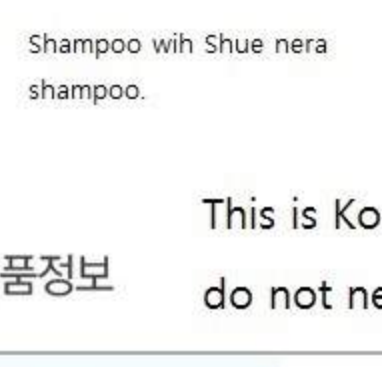 Shampoo wih Shue nera
shampoo.
This is Ko
품정보
do not ne